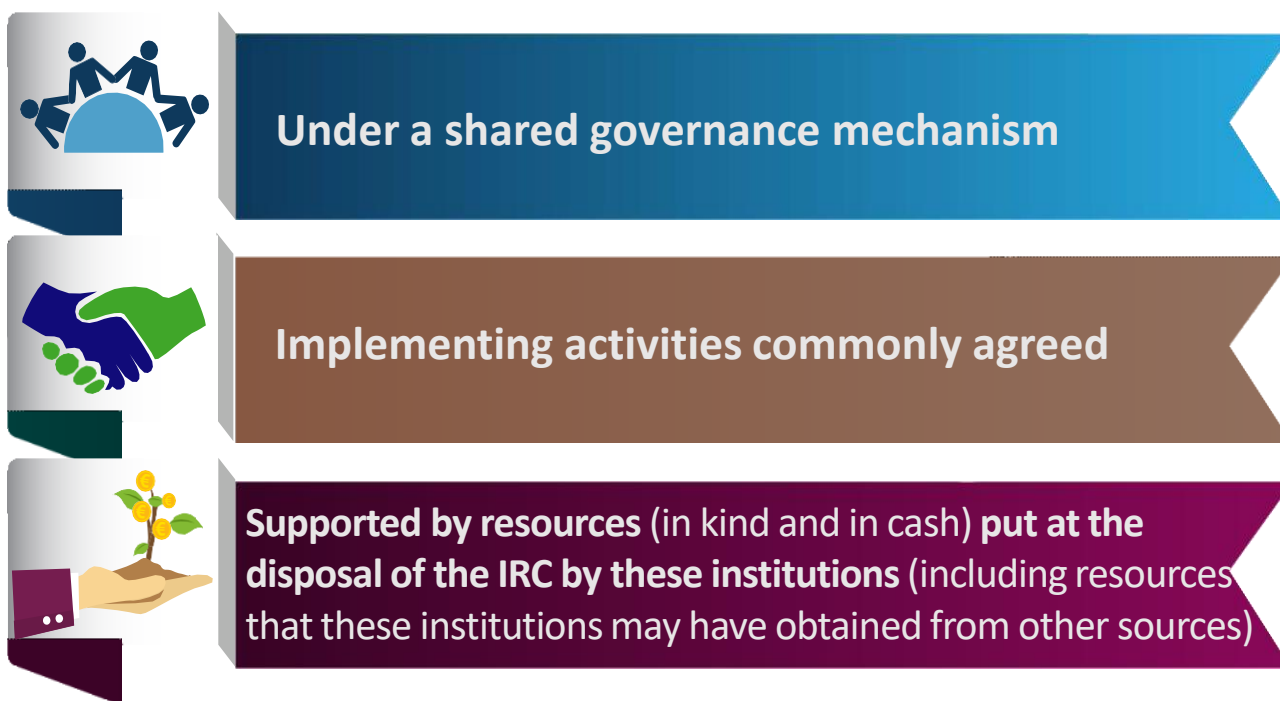 Under a shared governance mechanism
Implementing activities commonly agreed
Supported by resources (in kind and in cash) put at the
disposal of the IRC by these institutions (including resources
that these institutions may have obtained from other sources)